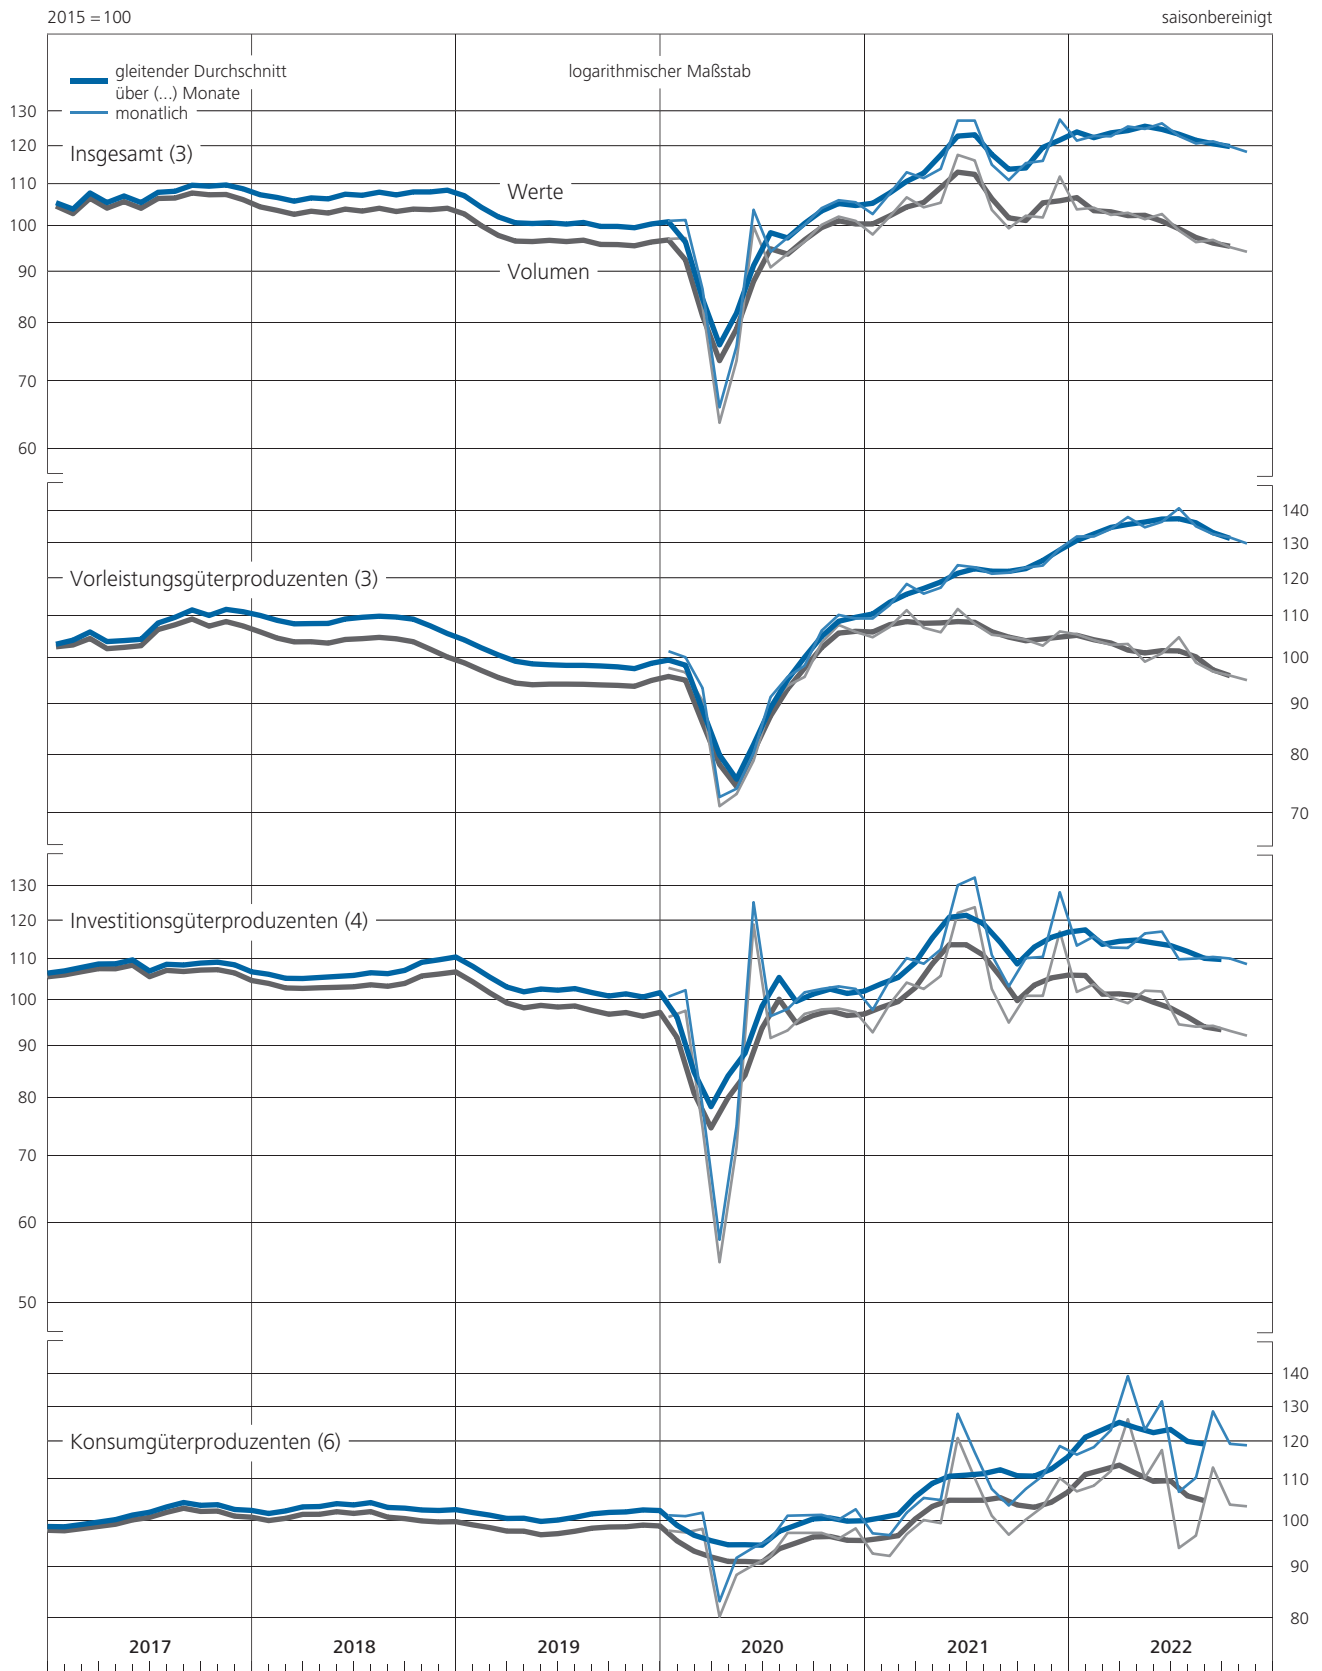 2015 = 100
saisonbereinigt
gleitender Durchschnitt
über (...) Monate
monatlich
logarithmischer Maßstab
130
120
110
100
90
80
70
60
Insgesamt (3)
Werte
Volumen
140
130
120
110
100
90
80
70
Vorleistungsgüterproduzenten (3)
130
120
110
100
90
80
70
60
50
Investitionsgüterproduzenten (4)
140
130
120
110
100
90
80
Konsumgüterproduzenten (6)
2017 2018 2019 2020 2021 2022